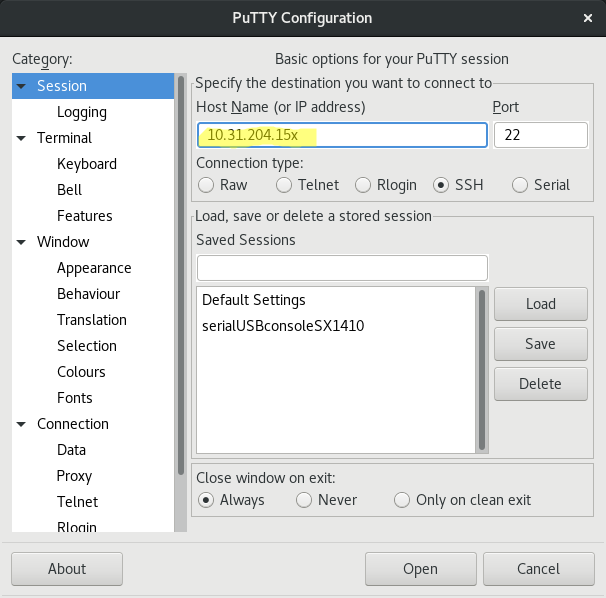 PuTTY Configuration
Category:
Session
Logging
Terminal
Keyboard
Bell
Features
Window
Appearance
Behaviour
Translation
Selection
Colours
Fonts
Connection
Data
Proxy
Telnet
Rlogin
Basic options for your PuTTY session
Specify the destination you want to connect to
Host Name (or IP address) Port
10.31.204.15x 22
Connection type:
Raw Telnet Rlogin SSH Serial
Load, save or delete a stored session
Saved Sessions
Default Settings
serialUSBconsoleSX1410
Load
Save
Delete
Close window on exit:
Always Never Only on clean exit
About Open Cancel